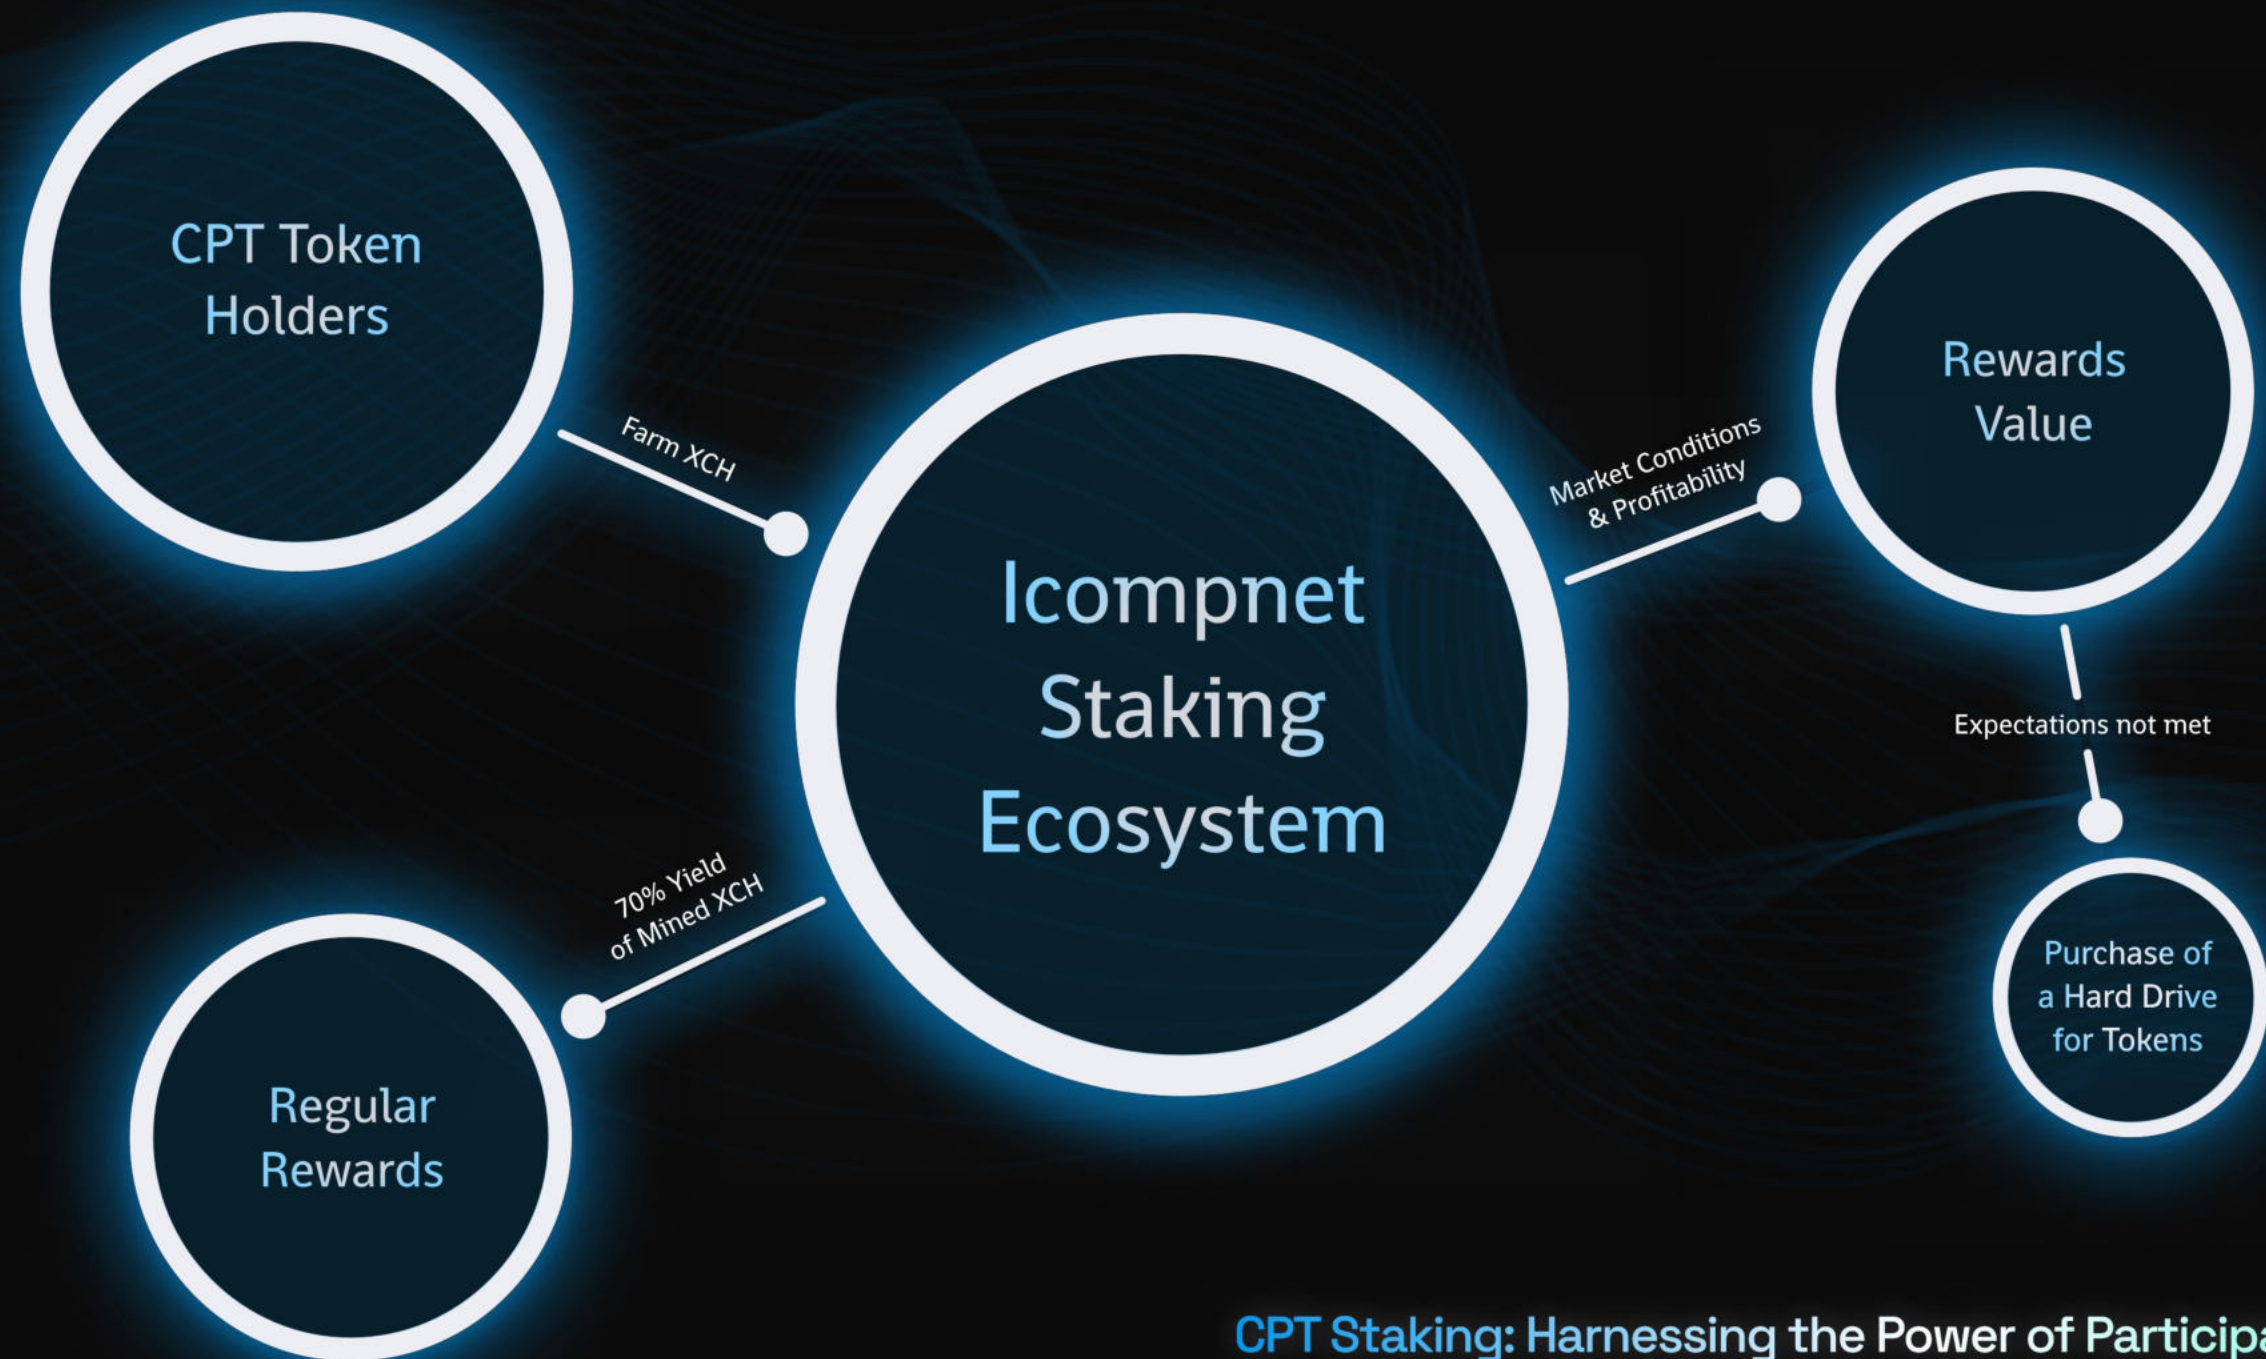 CPT Token
Holders
Farm XCH
Icompnet
Staking
Ecosystem
Market Conditions
& Profitability
Rewards
Value
Expectations not met
Purchase of
a Hard Drive
for Tokens
70% Yield
of Mined XCH
Regular
Rewards
CPT Staking: Harnessing the Power of